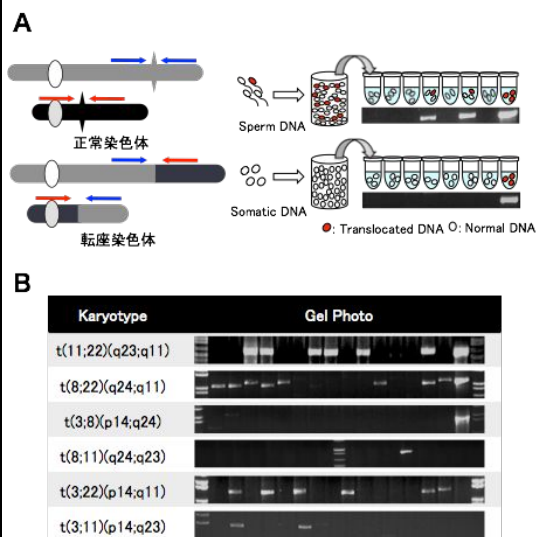 A
正常染色体
Sperm DNA
転座染色体
Somatic DNA
: Translocated DNA : Normal DNA
B
Karyotype Gel Photo
t(11;22)(q23;q11)
t(8;22)(q24;q11)
t(3;8)(p14;q24)
t(8;11)(q24;q23)
t(3;22)(p14;q11)
t(3;11)(p14;q23)